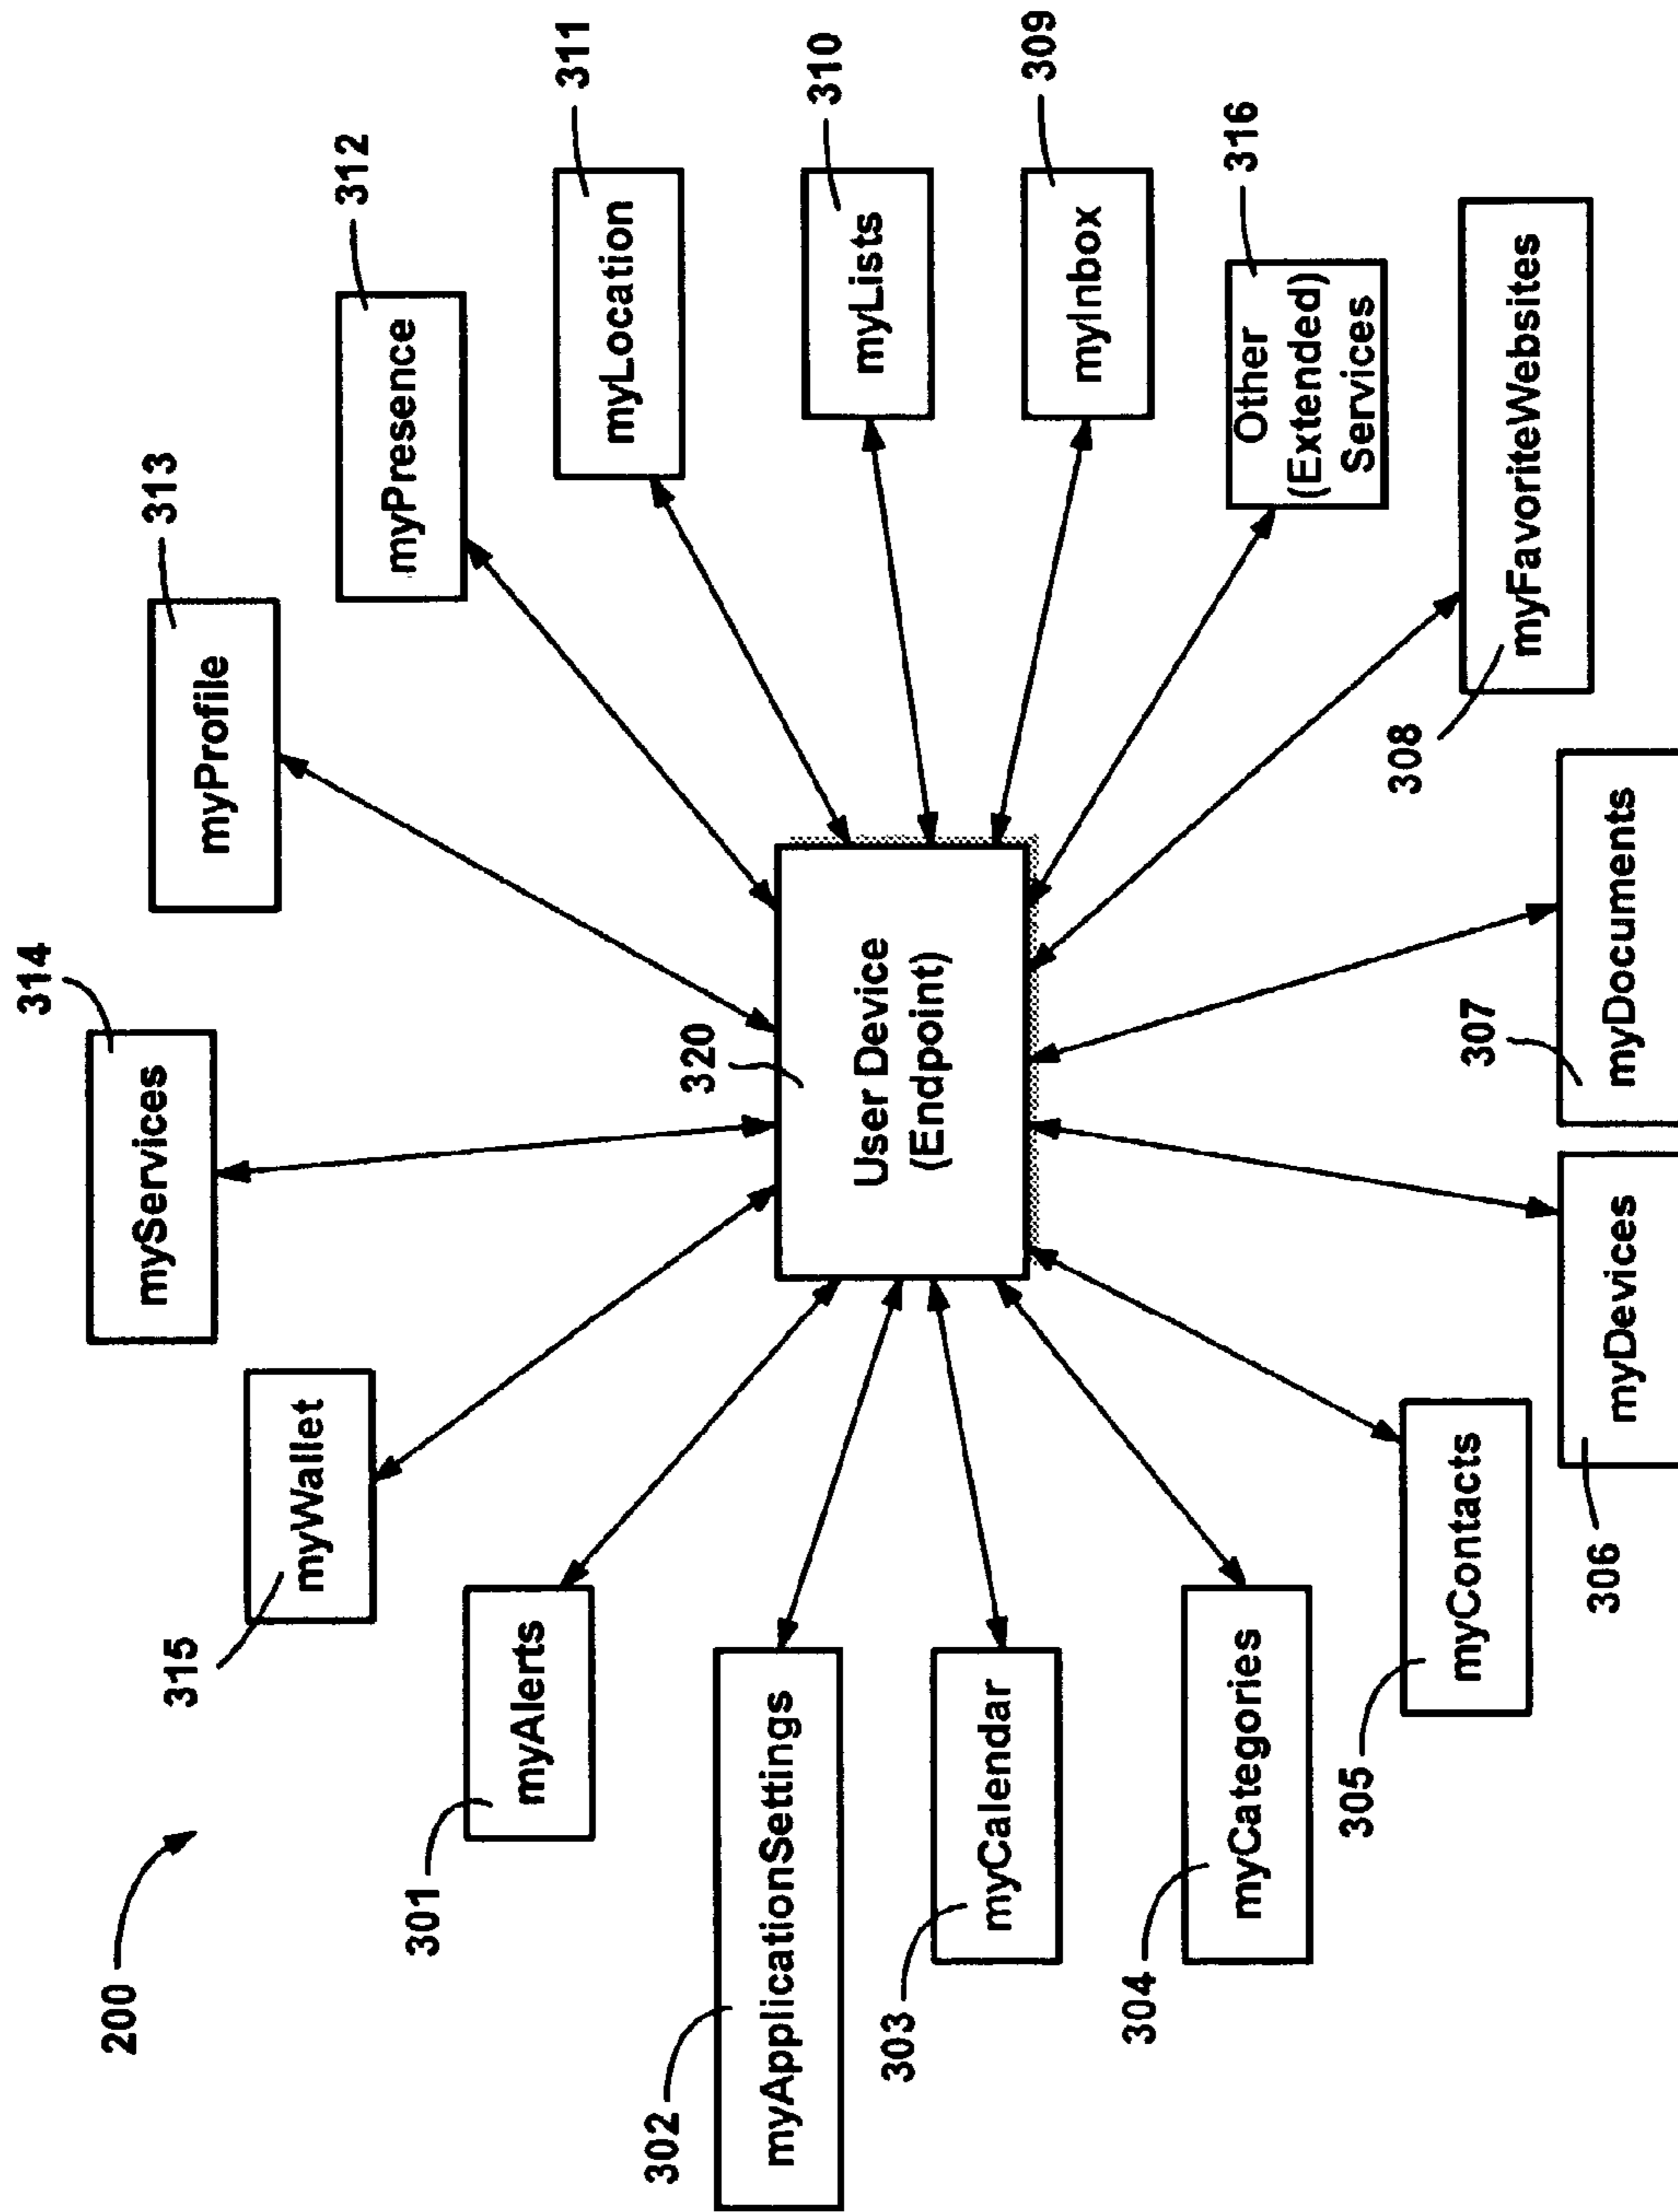 200
314
myServices
313
myProfile
312
myPresence
311
myLocation
310
myLists
309
myInbox
316
Other
(Extended)
Services
308
myFavoriteWebsites
307
myDocuments
306
myDevices
305
myContacts
304
myCategories
303
myCalendar
302
myApplicationSettings
301
myAlerts
315
myWallet
320
User Device
(Endpoint)